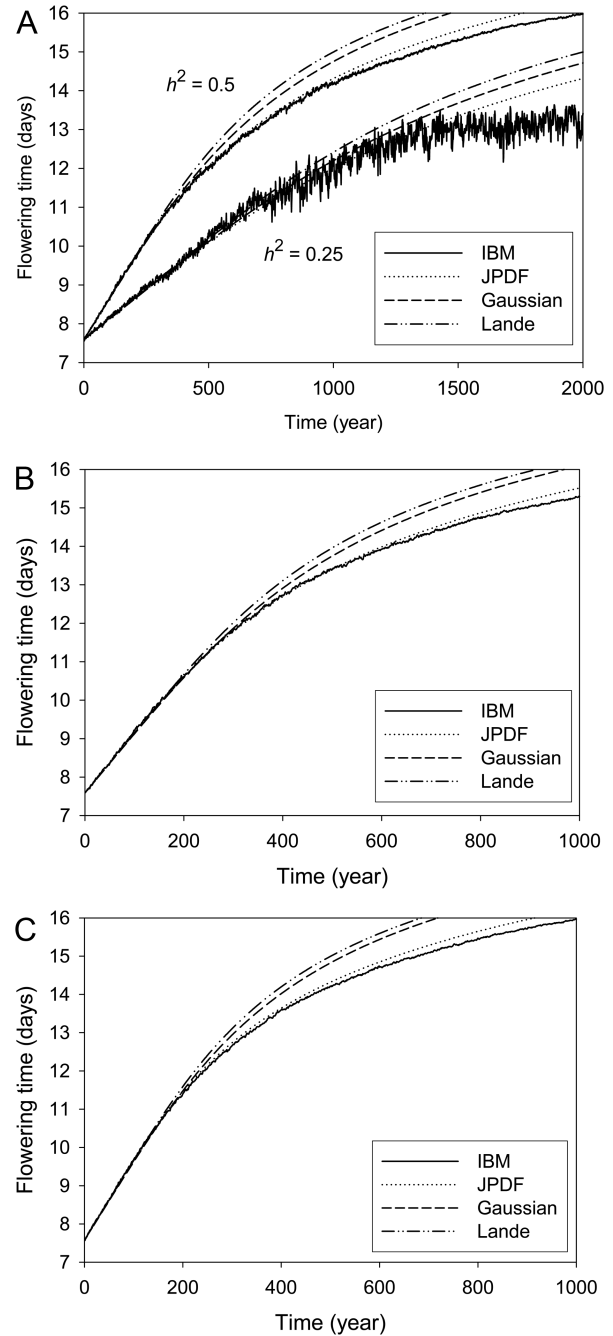 A
16
15
14
13
12
11
10
9
8
7
Flowering time (days)
h² = 0.5
h² = 0.25
IBM
JPDF
Gaussian
Lande
0 500 1000 1500 2000
Time (year)
B
16
15
14
13
12
11
10
9
8
7
Flowering time (days)
IBM
JPDF
Gaussian
Lande
0 200 400 600 800 1000
Time (year)
C
16
15
14
13
12
11
10
9
8
7
Flowering time (days)
IBM
JPDF
Gaussian
Lande
0 200 400 600 800 1000
Time (year)